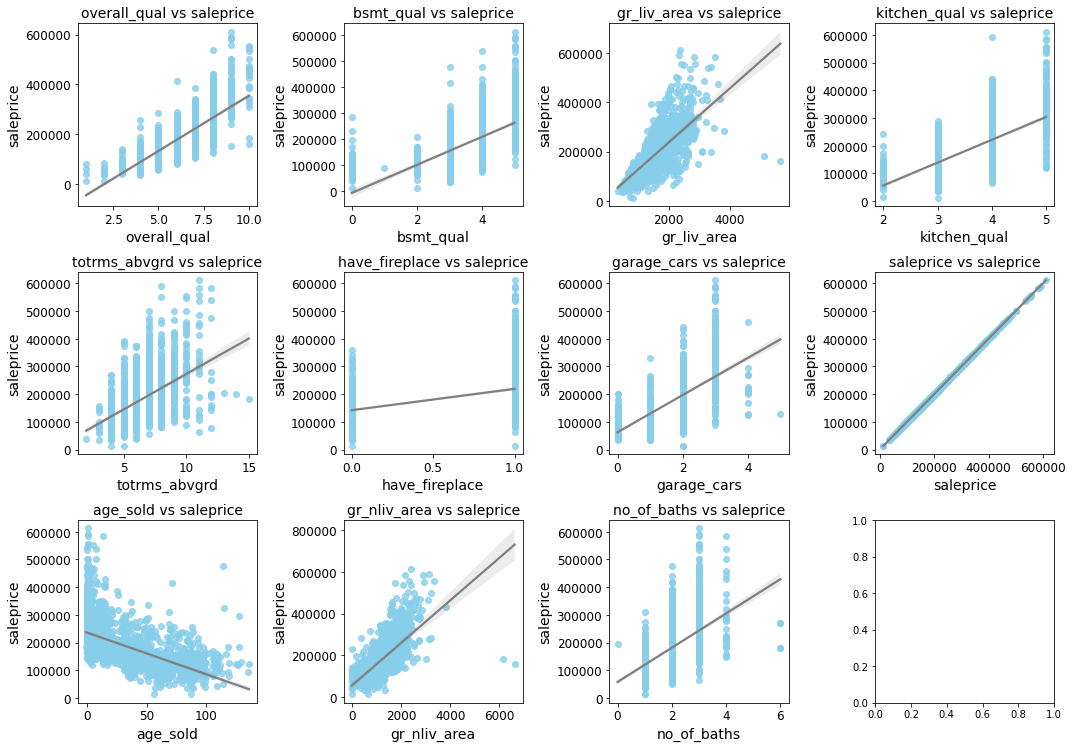 overall_qual vs saleprice
bsmt_qual vs saleprice
gr_liv_area vs saleprice
kitchen_qual vs saleprice
600000
400000
200000
0
saleprice
2.5 5.0 7.5 10.0
overall_qual
600000
500000
400000
300000
200000
100000
0
saleprice
0 2 4
bsmt_qual
600000
400000
200000
0
saleprice
2000 4000
gr_liv_area
600000
500000
400000
300000
200000
100000
0
saleprice
2 3 4 5
kitchen_qual
totrms_abvgrd vs saleprice
have_fireplace vs saleprice
garage_cars vs saleprice
saleprice vs saleprice
600000
500000
400000
300000
200000
100000
0
saleprice
5 10 15
totrms_abvgrd
600000
500000
400000
300000
200000
100000
0
saleprice
0.0 0.5 1.0
have_fireplace
600000
500000
400000
300000
200000
100000
0
saleprice
0 2 4
garage_cars
600000
500000
400000
300000
200000
100000
0
saleprice
0 200000 400000 600000
saleprice
age_sold vs saleprice
gr_nliv_area vs saleprice
no_of_baths vs saleprice
600000
500000
400000
300000
200000
100000
0
saleprice
0 50 100
age_sold
800000
600000
400000
200000
0
saleprice
0 2000 4000 6000
gr_nliv_area
600000
500000
400000
300000
200000
100000
0
saleprice
0 2 4 6
no_of_baths
1.0
0.8
0.6
0.4
0.2
0.0
0.0 0.2 0.4 0.6 0.8 1.0